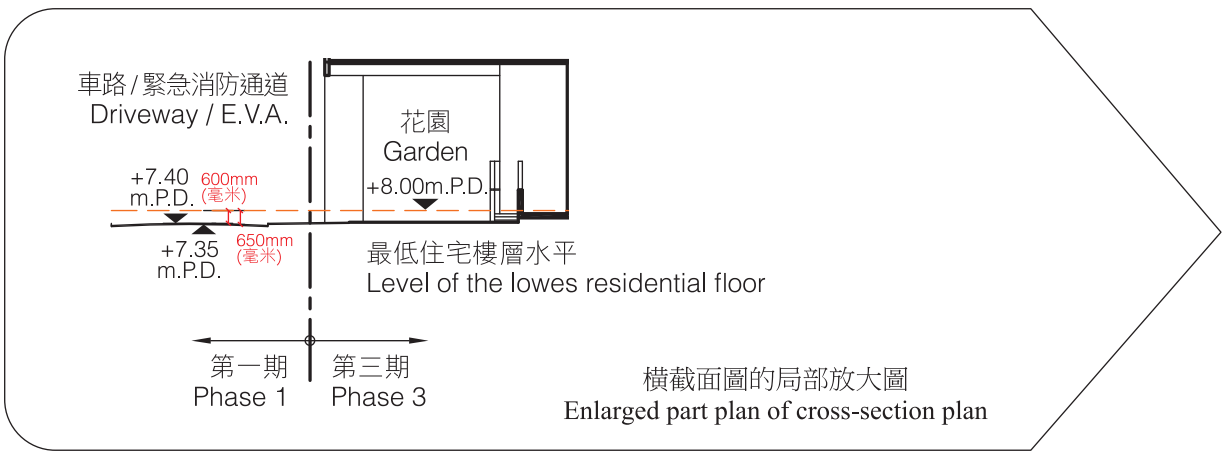 車路 / 緊急消防通道
Driveway / E.V.A.
花園
Garden
+8.00m.P.D.
+7.40
m.P.D.
600mm
(毫米)
+7.35
m.P.D.
650mm
(毫米)
最低住宅樓層水平
Level of the lowes residential floor
第一期
Phase 1
第三期
Phase 3
橫截面圖的局部放大圖
Enlarged part plan of cross-section plan